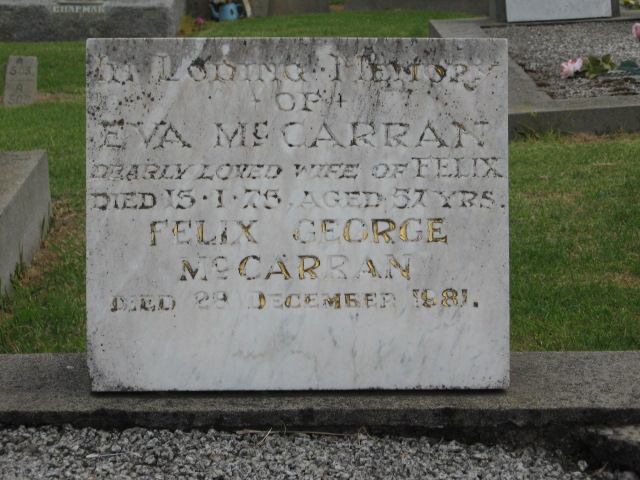 CHAPMAN
In Loving Memory
OF
EVA McCARRAN
DEARLY LOVED WIFE OF FELIX
DIED 15·1·75 AGED 57 YRS.
FELIX GEORGE
McCARRAN
DIED 29 DECEMBER 1981.